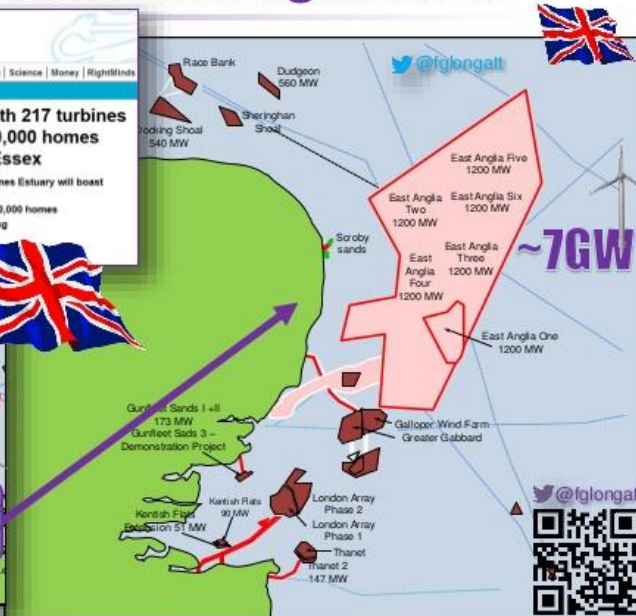 Science | Money | RightMinds
th 217 turbines
,000 homes
Essex
nes Estuary will boast
0,000 homes
@fglongatt
Race Bank
Dudgeon
560 MW
Sheringhan
Shoal
Docking Shoal
540 MW
East Anglia Five
1200 MW
East Anglia
Two
1200 MW
East Anglia Six
1200 MW
~7GW
Scroby
sands
East Anglia
Three
1200 MW
East
Anglia
Four
1200 MW
East Anglia One
1200 MW
Gunfleet Sands I +II
173 MW
Gunfleet Sads 3 –
Demonstration Project
Galloper Wind Farm
Greater Gabbard
Kentish Flats
90 MW
Kentish Flats
Extension 51 MW
London Array
Phase 2
London Array
Phase 1
Thanet
Thanet 2
147 MW
@fglongatt